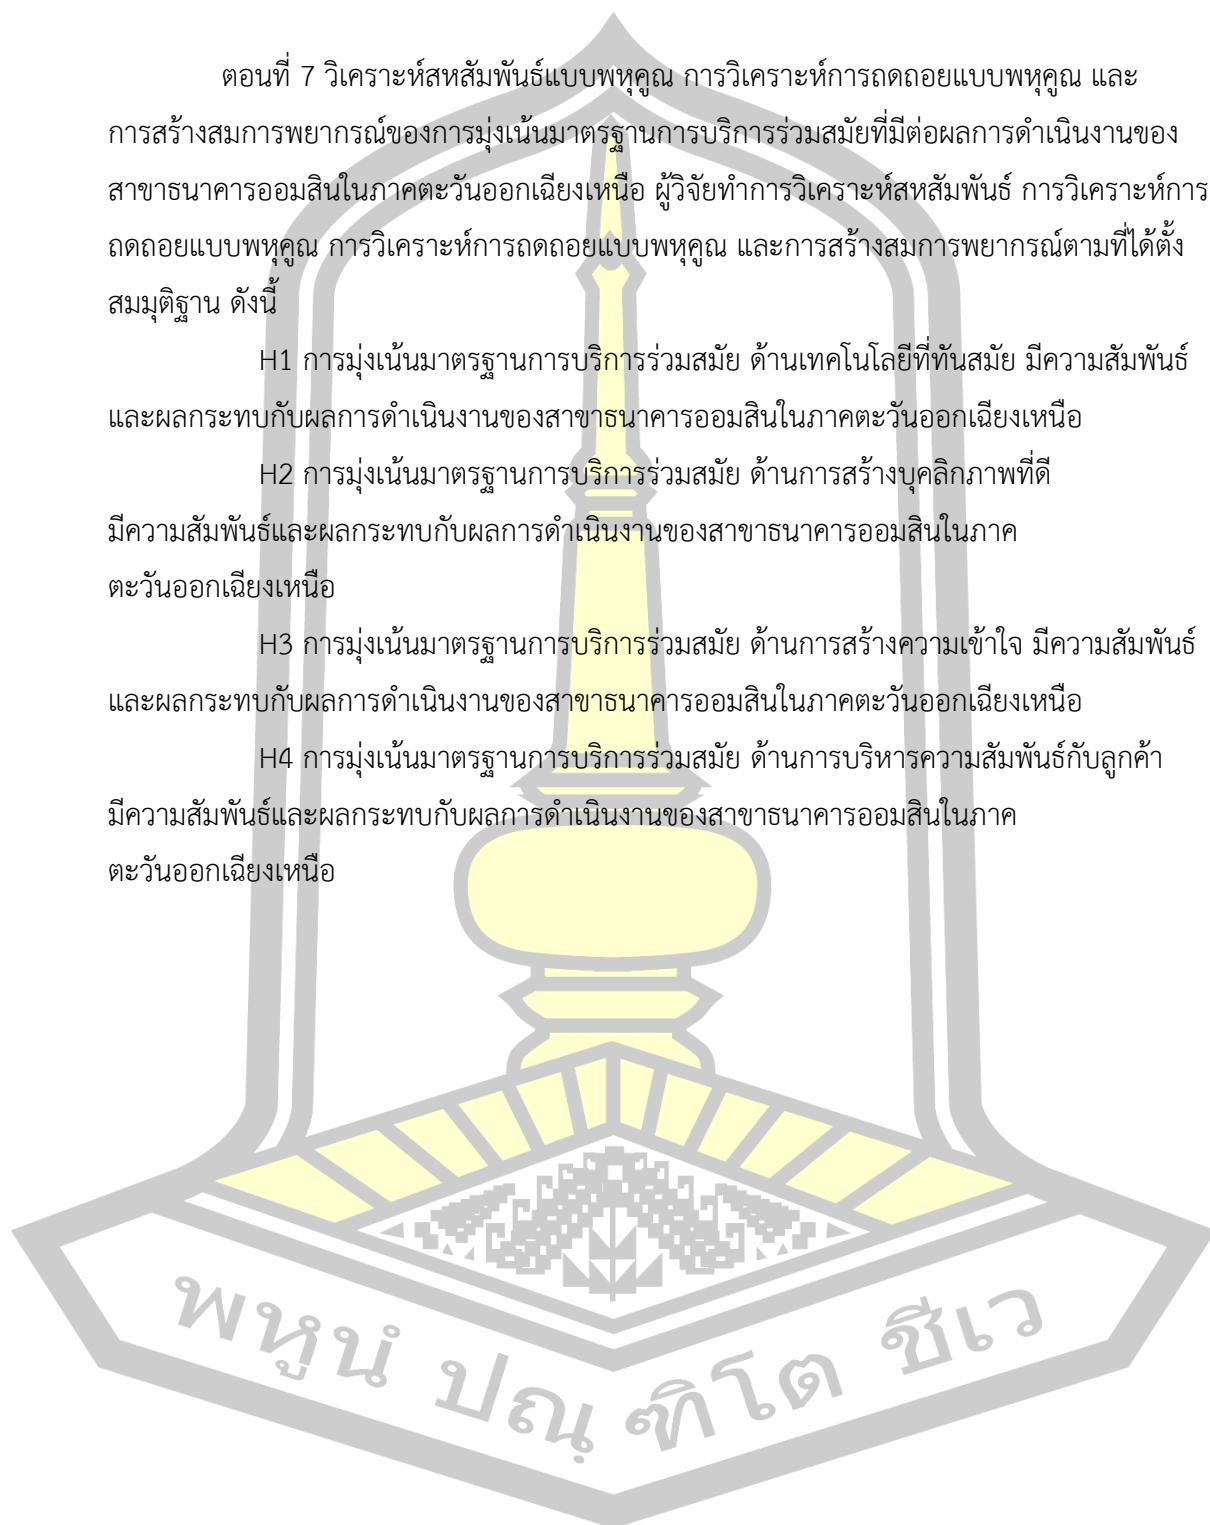 ตอนที่ 7 วิเคราะห์สหสัมพันธ์แบบพหุคูณ การวิเคราะห์การถดถอยแบบพหุคูณ และ
การสร้างสมการพยากรณ์ของการมุ่งเน้นมาตรฐานการบริการร่วมสมัยที่มีต่อผลการดำเนินงานของ
สาขาธนาคารออมสินในภาคตะวันออกเฉียงเหนือ ผู้วิจัยทำการวิเคราะห์สหสัมพันธ์ การวิเคราะห์การ
ถดถอยแบบพหุคูณ การวิเคราะห์การถดถอยแบบพหุคูณ และการสร้างสมการพยากรณ์ตามที่ได้ตั้ง
สมมุติฐาน ดังนี้
H1 การมุ่งเน้นมาตรฐานการบริการร่วมสมัย ด้านเทคโนโลยีที่ทันสมัย มีความสัมพันธ์
และผลกระทบกับผลการดำเนินงานของสาขาธนาคารออมสินในภาคตะวันออกเฉียงเหนือ
H2 การมุ่งเน้นมาตรฐานการบริการร่วมสมัย ด้านการสร้างบุคลิกภาพที่ดี
มีความสัมพันธ์และผลกระทบกับผลการดำเนินงานของสาขาธนาคารออมสินในภาค
ตะวันออกเฉียงเหนือ
H3 การมุ่งเน้นมาตรฐานการบริการร่วมสมัย ด้านการสร้างความเข้าใจ มีความสัมพันธ์
และผลกระทบกับผลการดำเนินงานของสาขาธนาคารออมสินในภาคตะวันออกเฉียงเหนือ
H4 การมุ่งเน้นมาตรฐานการบริการร่วมสมัย ด้านการบริหารความสัมพันธ์กับลูกค้า
มีความสัมพันธ์และผลกระทบกับผลการดำเนินงานของสาขาธนาคารออมสินในภาค
ตะวันออกเฉียงเหนือ
พหูนํ ปณฺ ฑิโต ชีเว